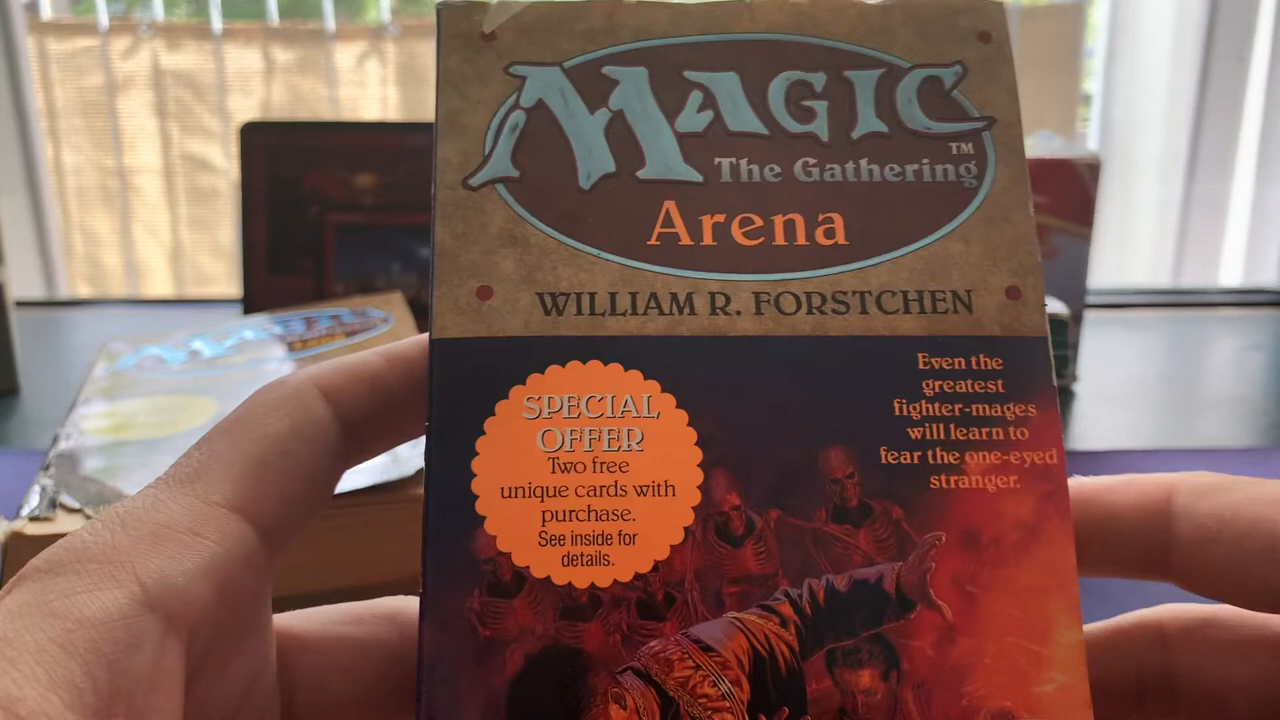 MAGIC
TM
The Gathering
Arena
WILLIAM R. FORSTCHEN
Even the
greatest
fighter-mages
will learn to
fear the one-eyed
stranger.
SPECIAL
OFFER
Two free
unique cards with
purchase.
See inside for
details.